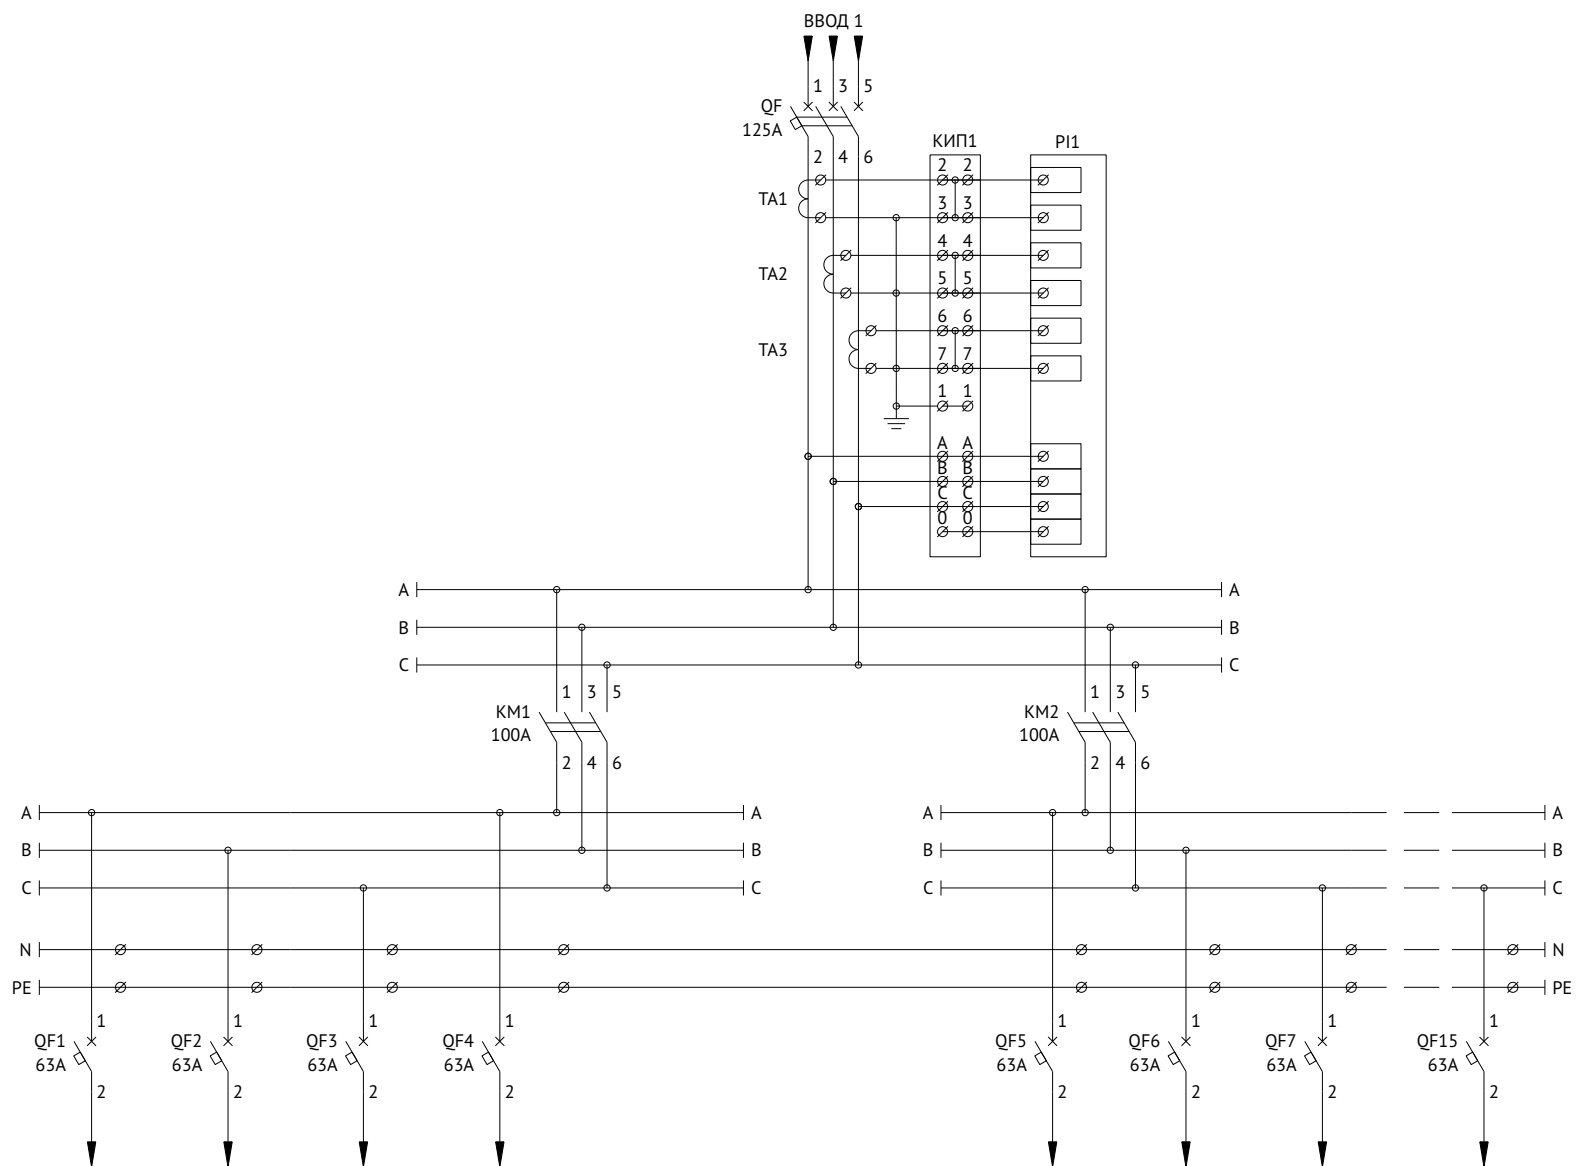 ВВОД 1
1 3 5
QF
125A
2 4 6
КИП1
PI1
2 2
TA1
3 3
4 4
TA2
5 5
6 6
TA3
7 7
1 1
A A
B B
C C
0 0
A A
B B
C C
1 3 5
KM1
100A
2 4 6
1 3 5
KM2
100A
2 4 6
A A A A
B B B B
C C C C
N N
PE PE
1 1 1 1 1 1 1 1
QF1 QF2 QF3 QF4 QF5 QF6 QF7 QF15
63A 63A 63A 63A 63A 63A 63A 63A
2 2 2 2 2 2 2 2